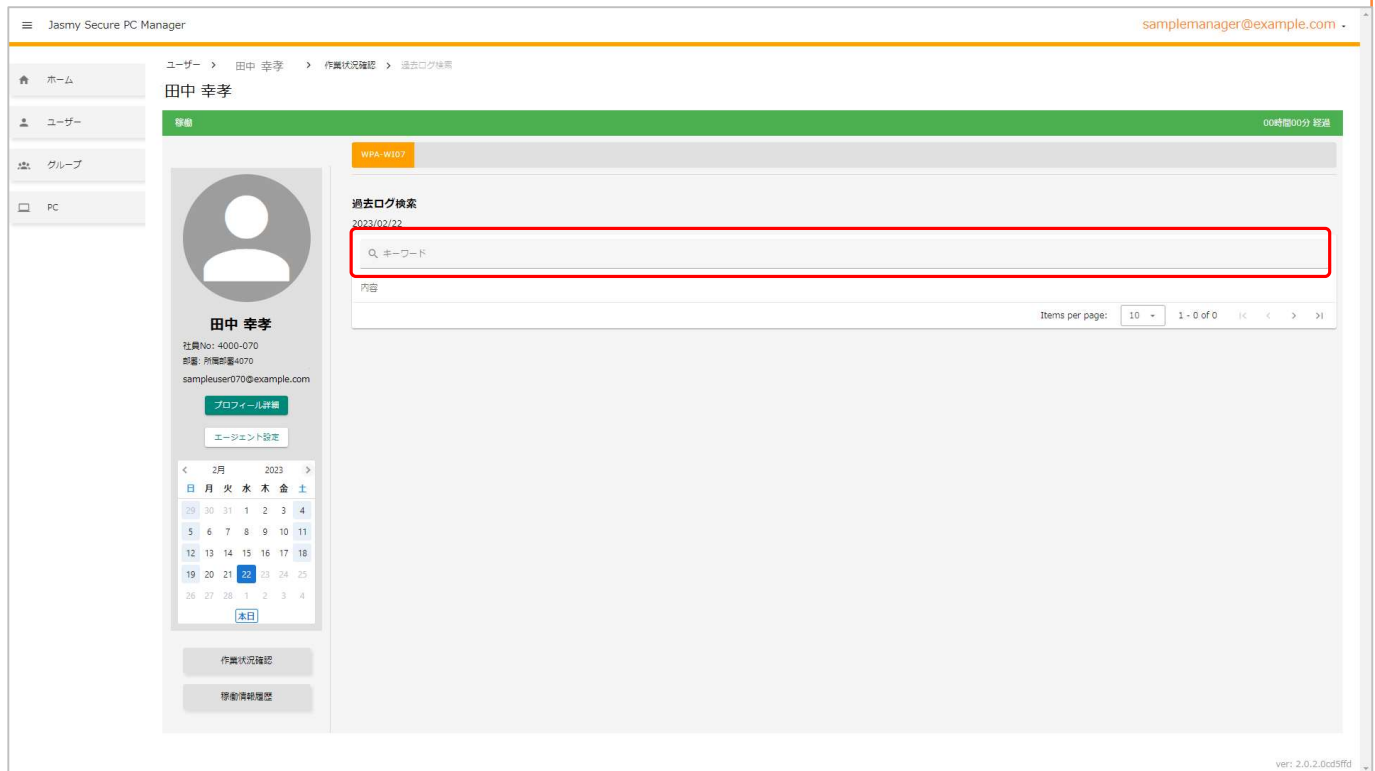 Jasmy Secure PC Manager
samplemanager@example.com
ホーム
ユーザー
グループ
PC
ユーザー > 田中 幸孝 > 作業状況確認 > 過去ログ検索
田中 幸孝
稼働 00時間00分 経過
WPA-WI07
過去ログ検索
2023/02/22
キーワード
内容
Items per page: 10 1 - 0 of 0
田中 幸孝
社員No: 4000-070
部署: 所属部署4070
sampleuser070@example.com
プロフィール詳細
エージェント設定
2月 2023
日 月 火 水 木 金 土
29 30 31 1 2 3 4
5 6 7 8 9 10 11
12 13 14 15 16 17 18
19 20 21 22 23 24 25
26 27 28 1 2 3 4
本日
作業状況確認
稼働情報履歴
ver: 2.0.2.0cd5ffd